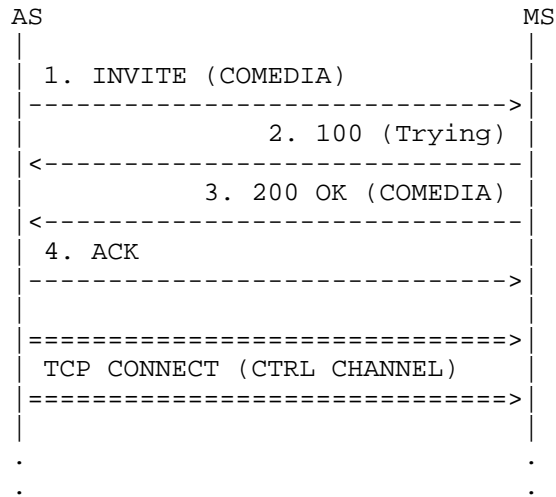 AS MS
1. INVITE (COMEDIA)
2. 100 (Trying)
3. 200 OK (COMEDIA)
4. ACK
TCP CONNECT (CTRL CHANNEL)